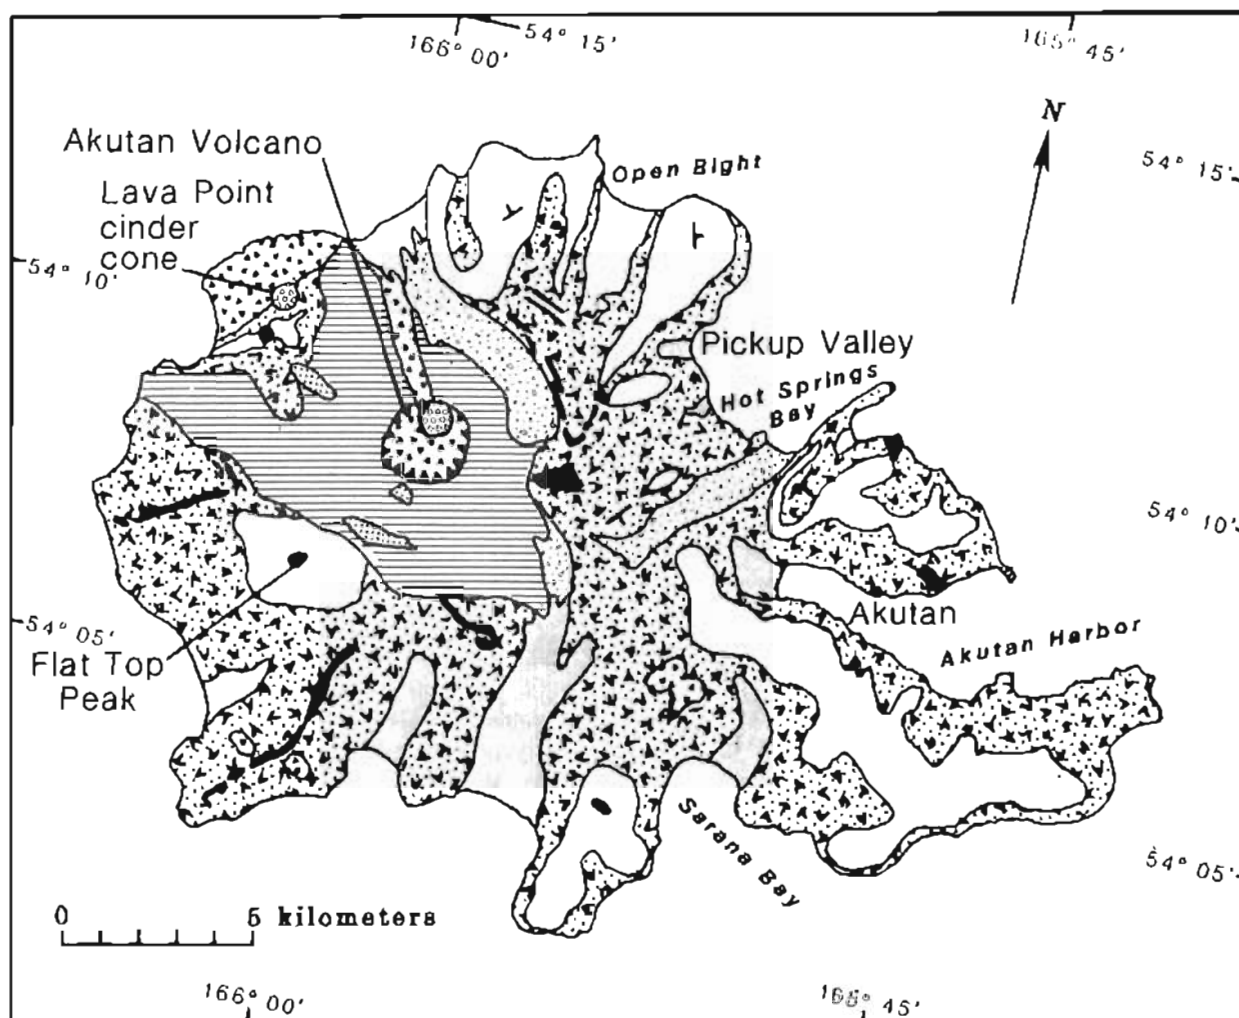 166° 00'
54° 15'
165° 45'
N
Akutan Volcano
Open Bight
54° 15'
Lava Point
cinder
cone
54° 10'
Pickup Valley
Hot Springs
Bay
54° 10'
Akutan
54° 05'
Akutan Harbor
Flat Top
Peak
Sarana Bay
54° 05'
0 5 kilometers
166° 00'
165° 45'